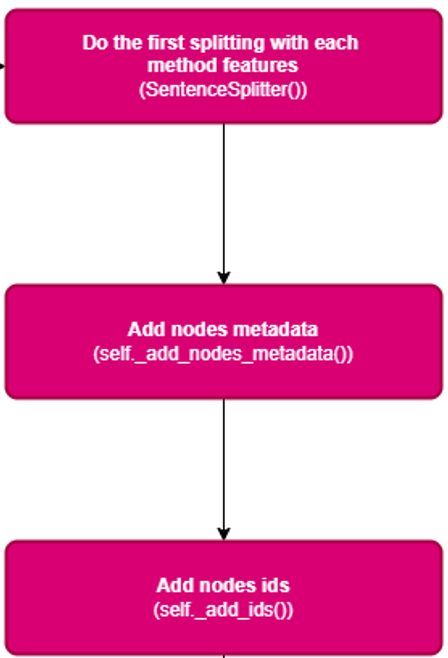 Do the first splitting with each
method features
(SentenceSplitter())
Add nodes metadata
(self._add_nodes_metadata())
Add nodes ids
(self._add_ids())